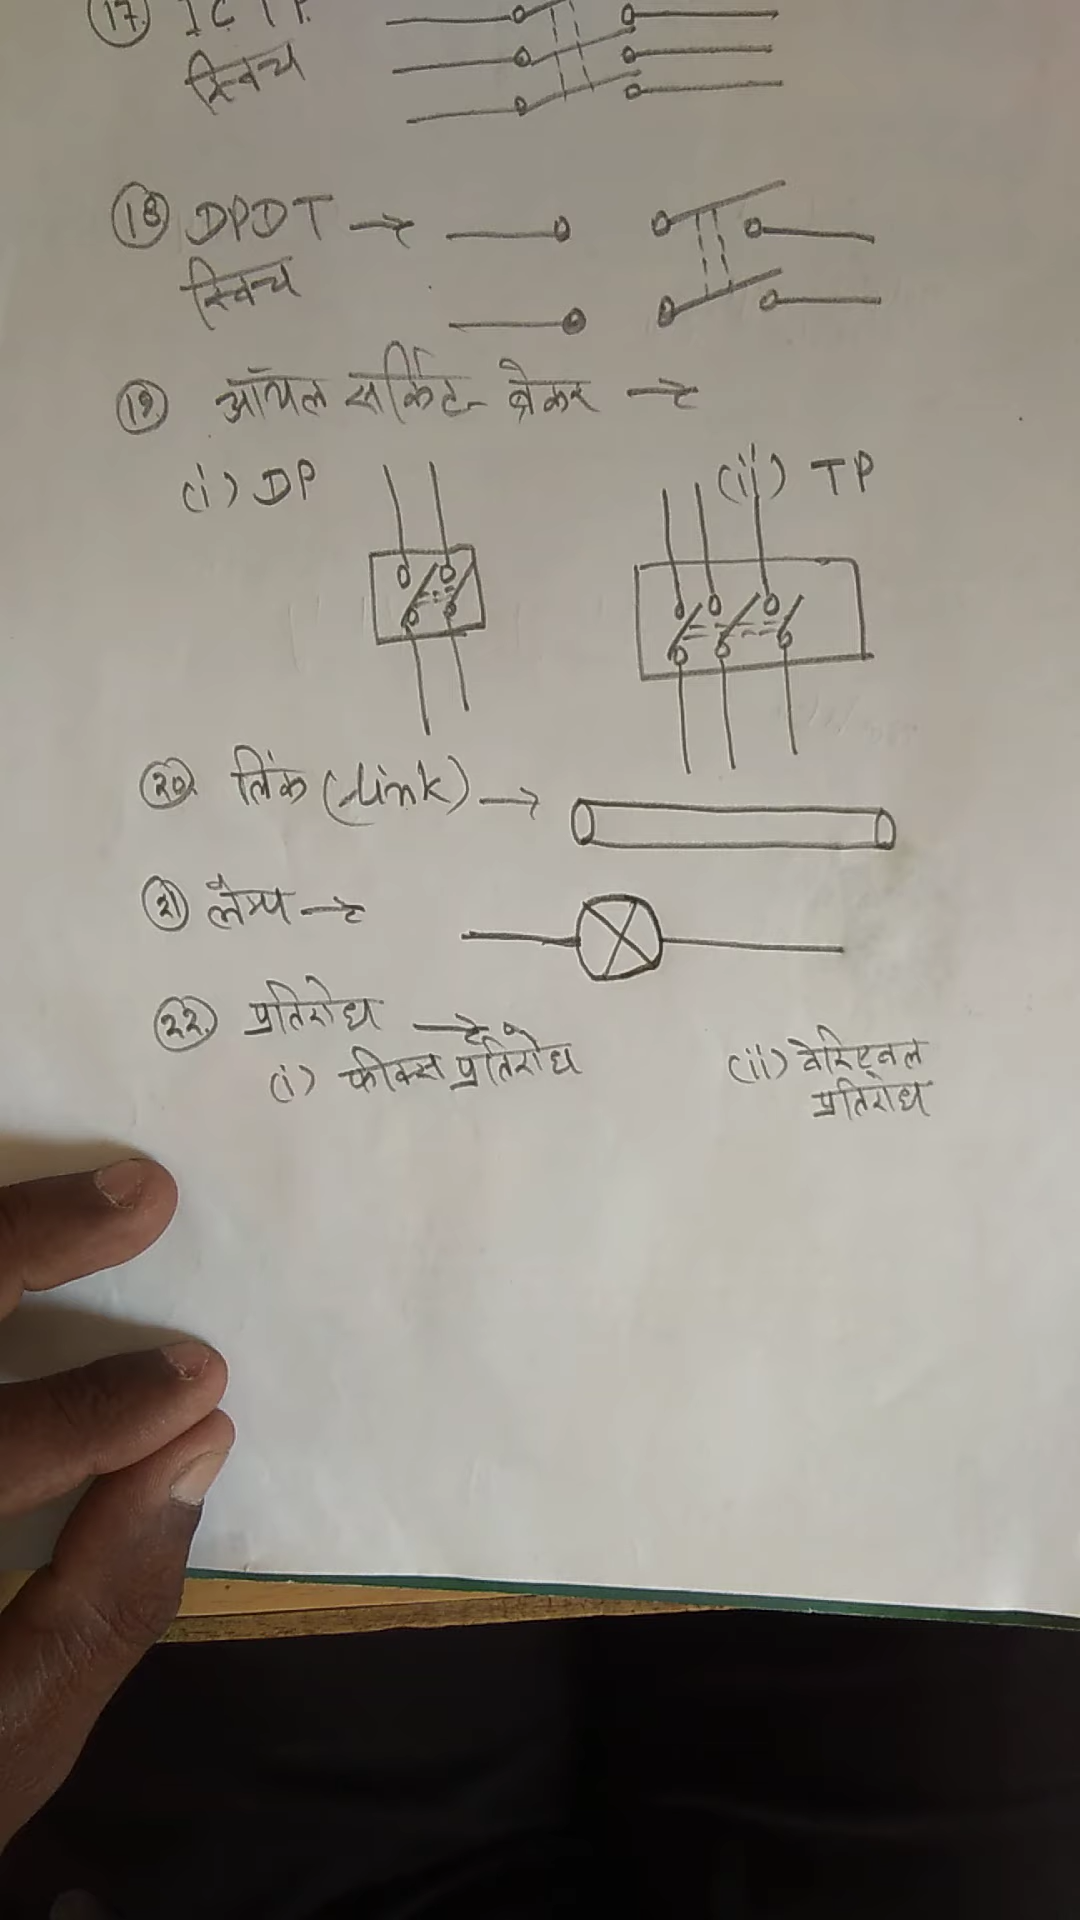 17. ICTP.
स्विच
18 DPDT →
स्विच
19 ऑयल सर्किट ब्रेकर →
(i) DP (ii) TP
20 लिंक (Link) →
21 लैम्प →
22. प्रतिरोध →
(i) फीक्स प्रतिरोध (ii) वेरिएबल
प्रतिरोध